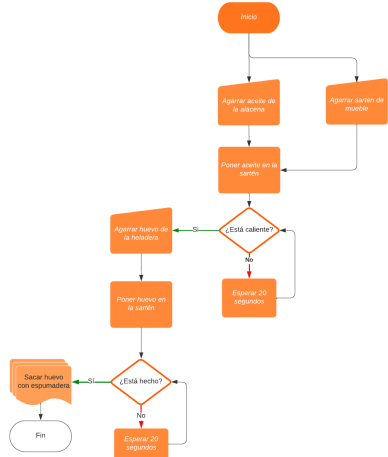 Inicio
Agarrar aceite de
la alacena
Agarrar sarten de
mueble
Poner aceite en la
sartén
¿Está caliente?
Si
No
Esperar 20
segundos
Agarrar huevo de
la heladera
Poner huevo en
la sartén
¿Está hecho?
Sí
No
Esperar 20
segundos
Sacar huevo
con espumadera
Fin